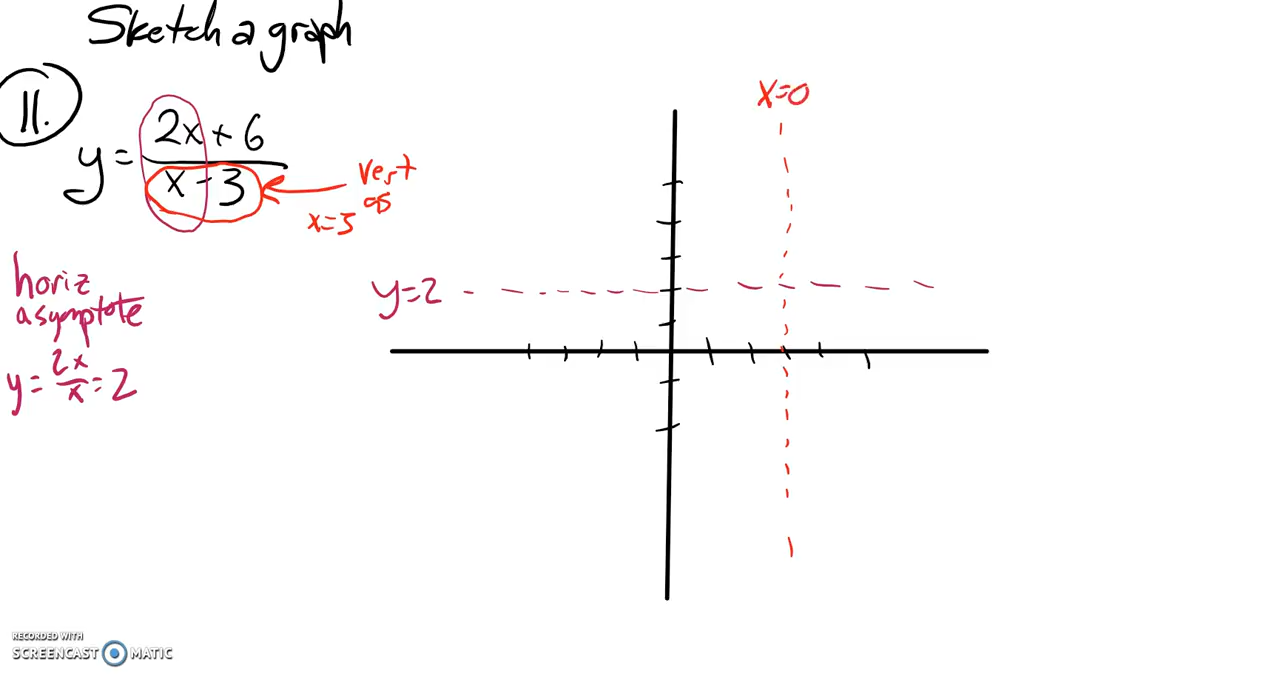 Sketch a graph
11.
y = 2x + 6
x - 3
vert
as
x=3
horiz
asymptote
y = 2x/x = 2
x=0
y=2
RECORDED WITH
SCREENCAST MATIC